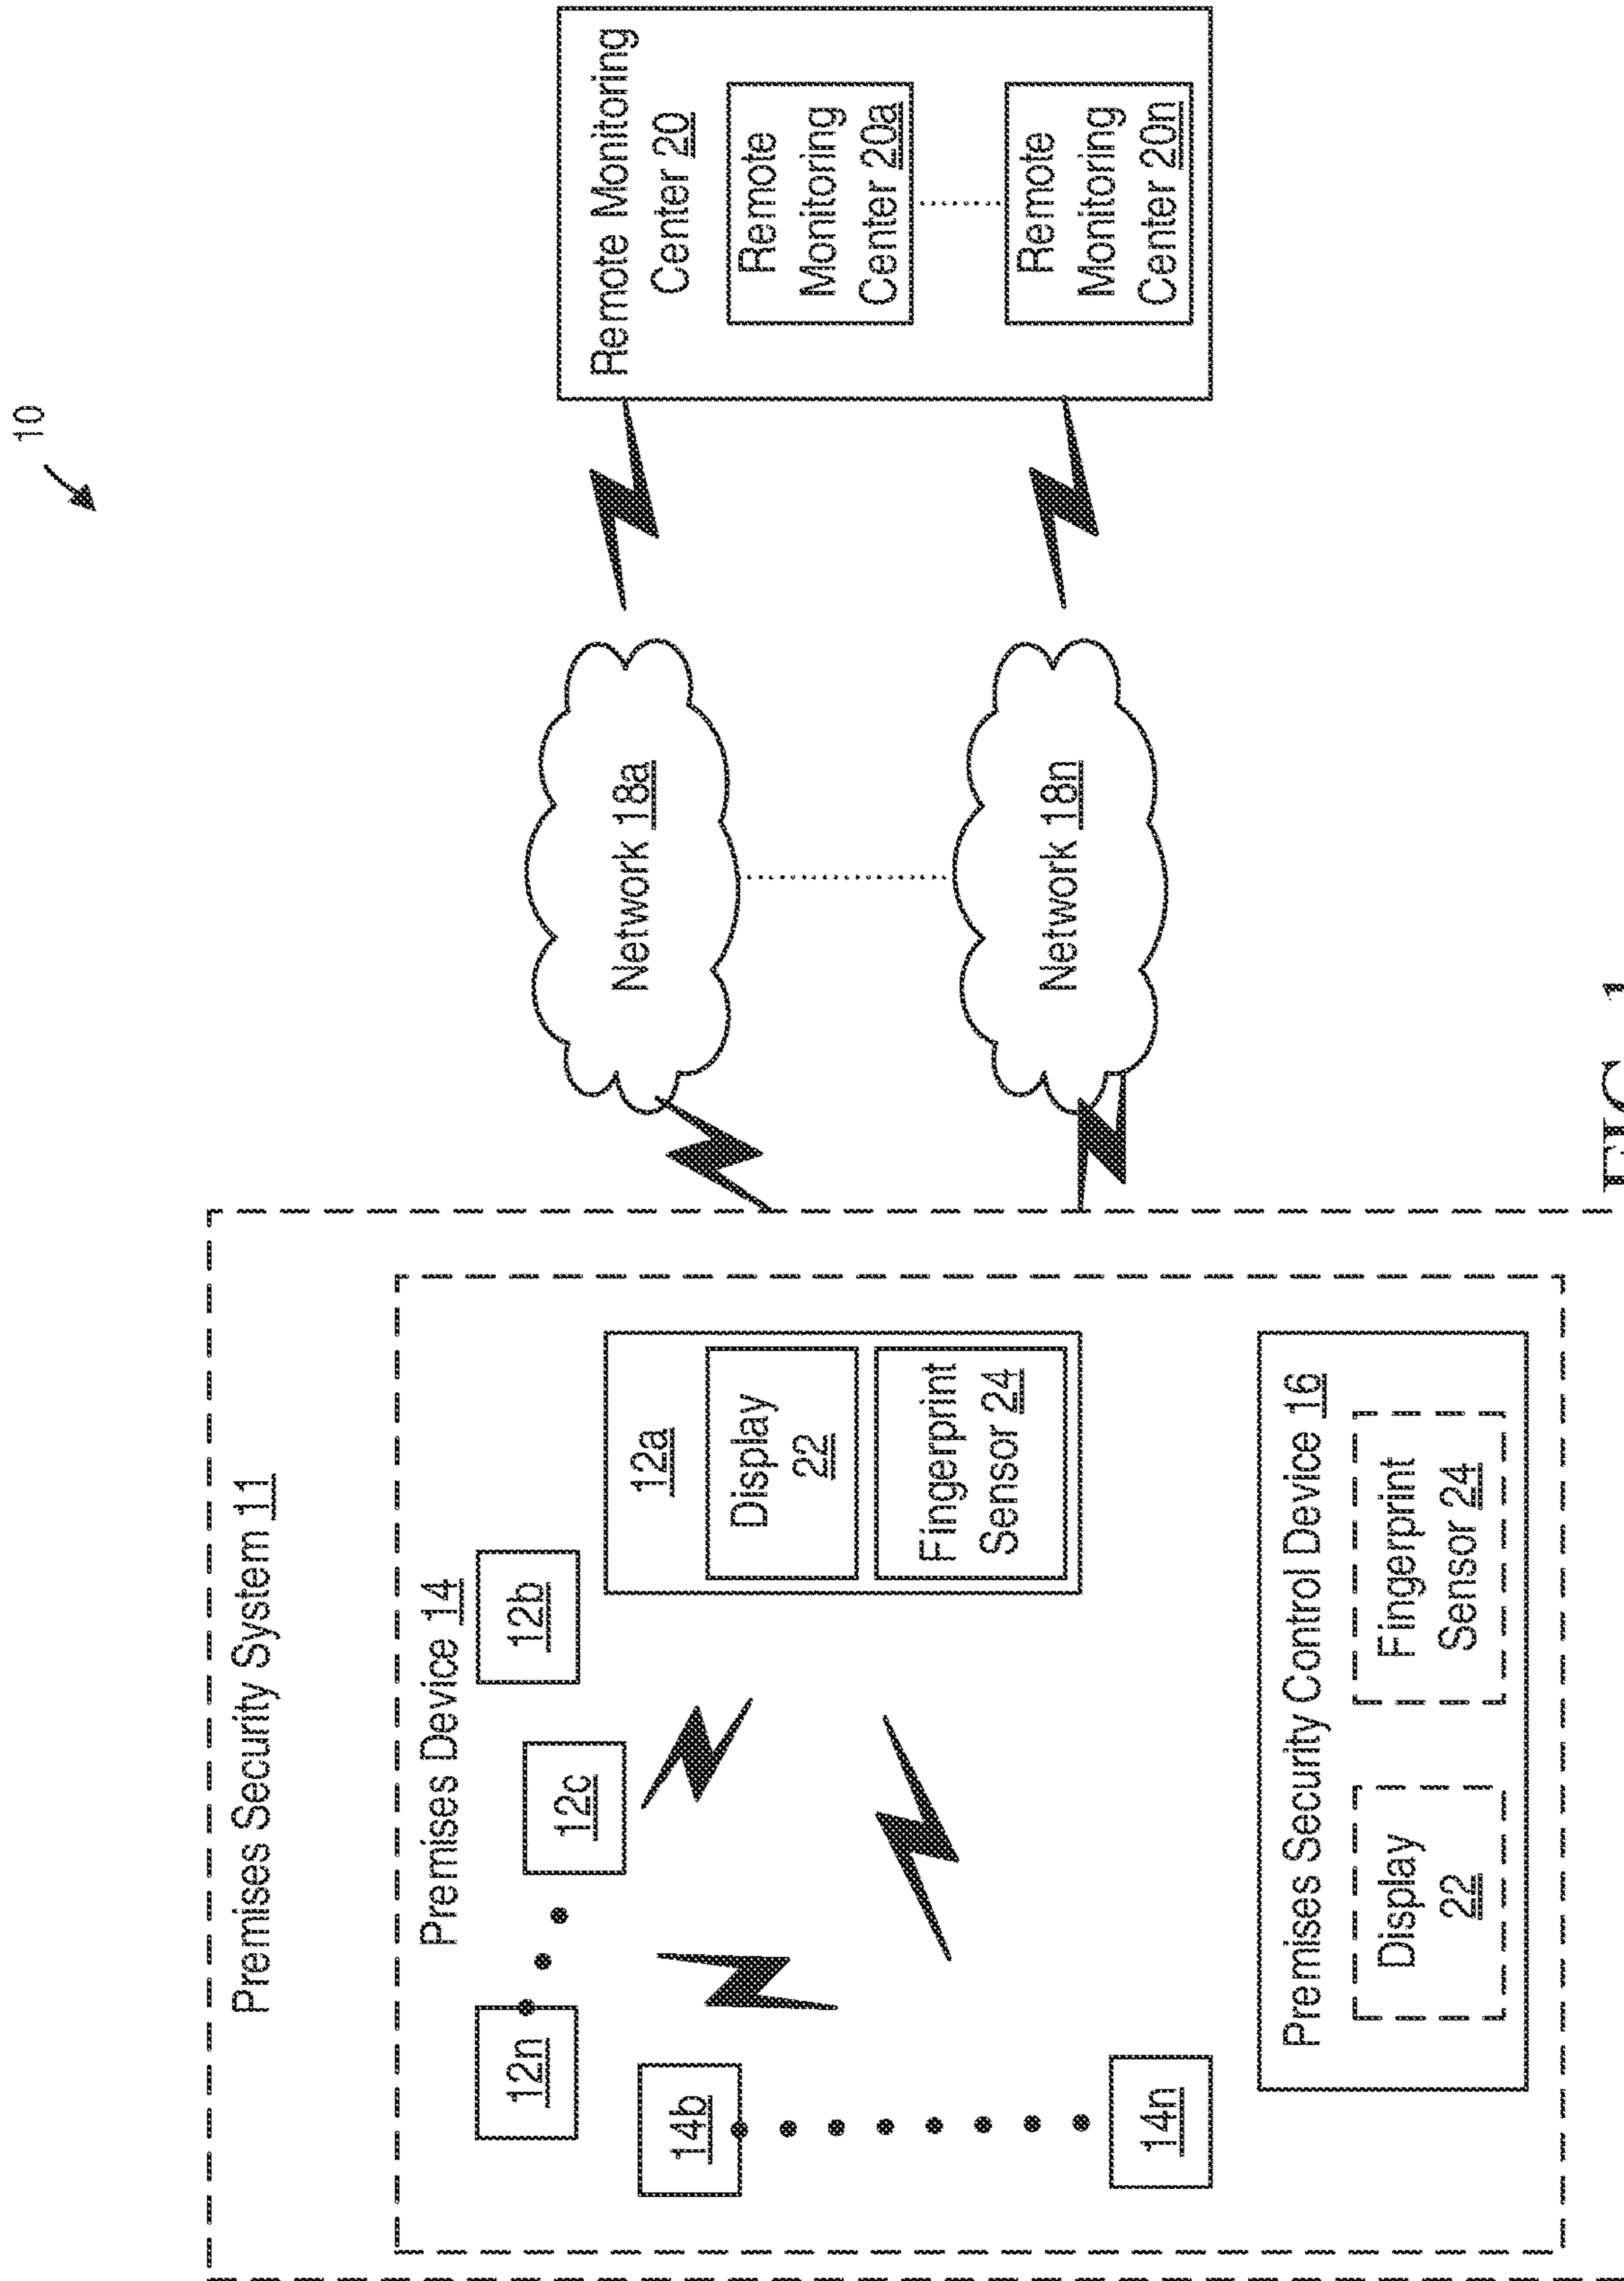 10
Premises Security System 11
Premises Device 14
12n
12c
12b
14b
14n
12a
Display
22
Fingerprint
Sensor 24
Premises Security Control Device 16
Display
22
Fingerprint
Sensor 24
Network 18a
Network 18n
Remote Monitoring
Center 20
Remote
Monitoring
Center 20a
Remote
Monitoring
Center 20n